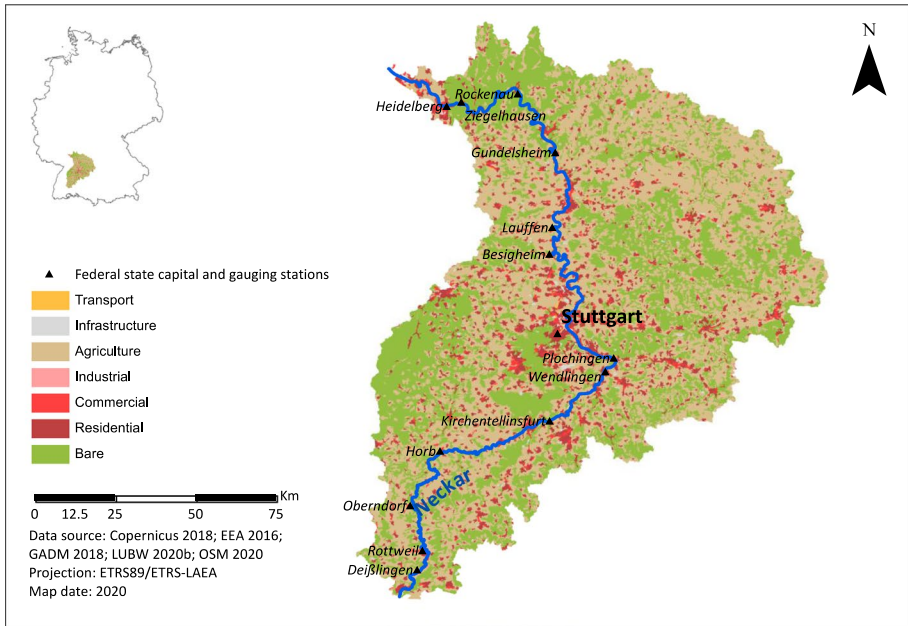 N
Rockenau
Heidelberg
Ziegelhausen
Gundelsheim
Lauffen
Besigheim
Stuttgart
Plochingen
Wendlingen
Kirchentellinsfurt
Horb
Neckar
Oberndorf
Rottweil
Deißlingen
Federal state capital and gauging stations
Transport
Infrastructure
Agriculture
Industrial
Commercial
Residential
Bare
Km
0 12.5 25 50 75
Data source: Copernicus 2018; EEA 2016;
GADM 2018; LUBW 2020b; OSM 2020
Projection: ETRS89/ETRS-LAEA
Map date: 2020